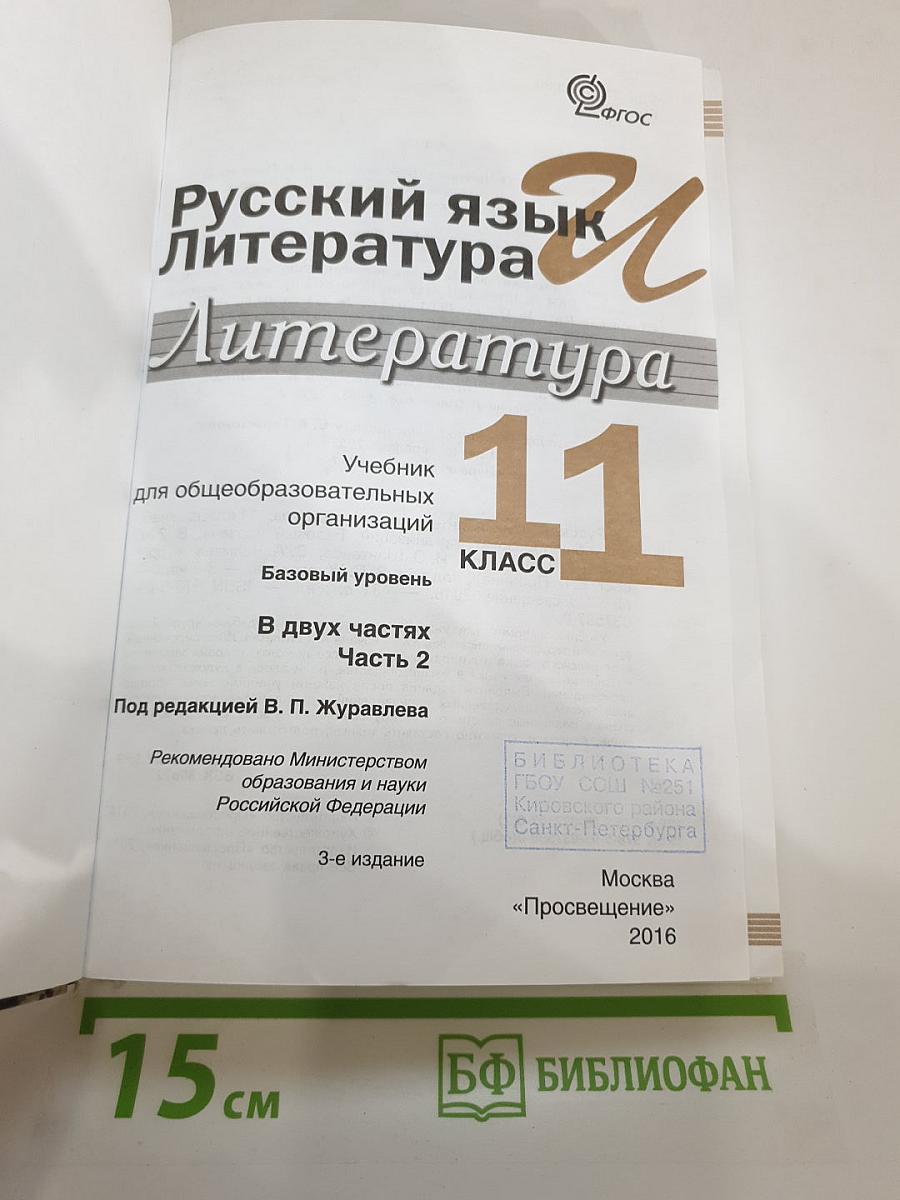 ФГОС
Русский язык и
Литература
Литература
11
КЛАСС
Учебник
для общеобразовательных
организаций
Базовый уровень
В двух частях
Часть 2
Под редакцией В. П. Журавлева
Рекомендовано Министерством
образования и науки
Российской Федерации
3-е издание
БИБЛИОТЕКА
ГБОУ СОШ №251
Кировского района
Санкт-Петербурга
Москва
«Просвещение»
2016
15 см
БФ БИБЛИОФАН